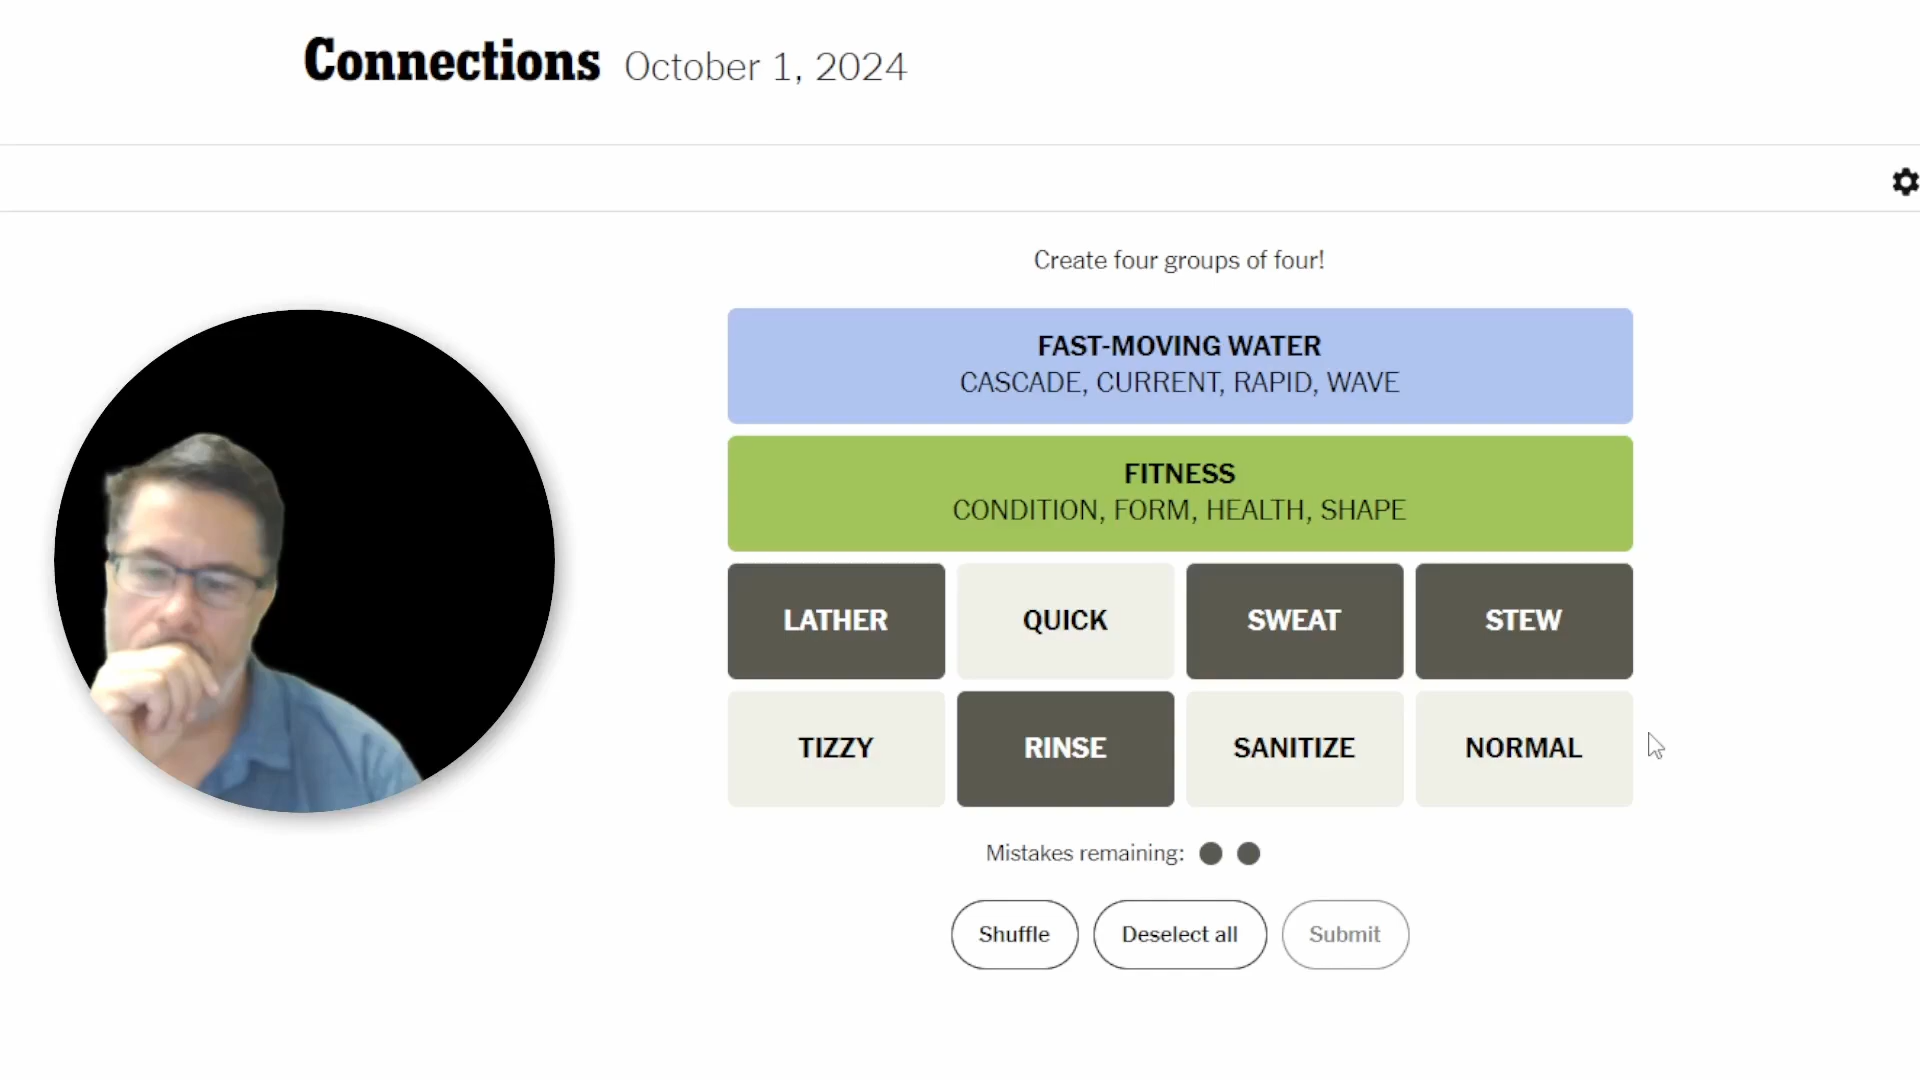 Connections October 1, 2024
Create four groups of four!
FAST-MOVING WATER
CASCADE, CURRENT, RAPID, WAVE
FITNESS
CONDITION, FORM, HEALTH, SHAPE
LATHER QUICK SWEAT STEW
TIZZY RINSE SANITIZE NORMAL
Mistakes remaining:
Shuffle Deselect all Submit